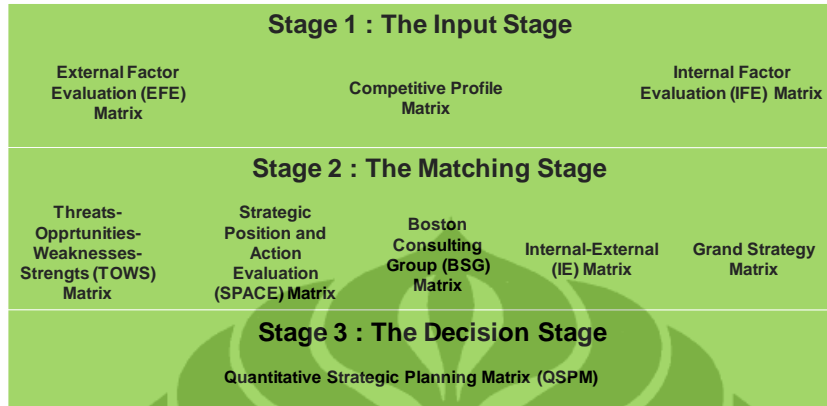 Stage 1 : The Input Stage
External Factor
Evaluation (EFE)
Matrix
Competitive Profile
Matrix
Internal Factor
Evaluation (IFE) Matrix
Stage 2 : The Matching Stage
Threats-
Opprtunities-
Weaknesses-
Strengts (TOWS)
Matrix
Strategic
Position and
Action
Evaluation
(SPACE) Matrix
Boston
Consulting
Group (BSG)
Matrix
Internal-External
(IE) Matrix
Grand Strategy
Matrix
Stage 3 : The Decision Stage
Quantitative Strategic Planning Matrix (QSPM)